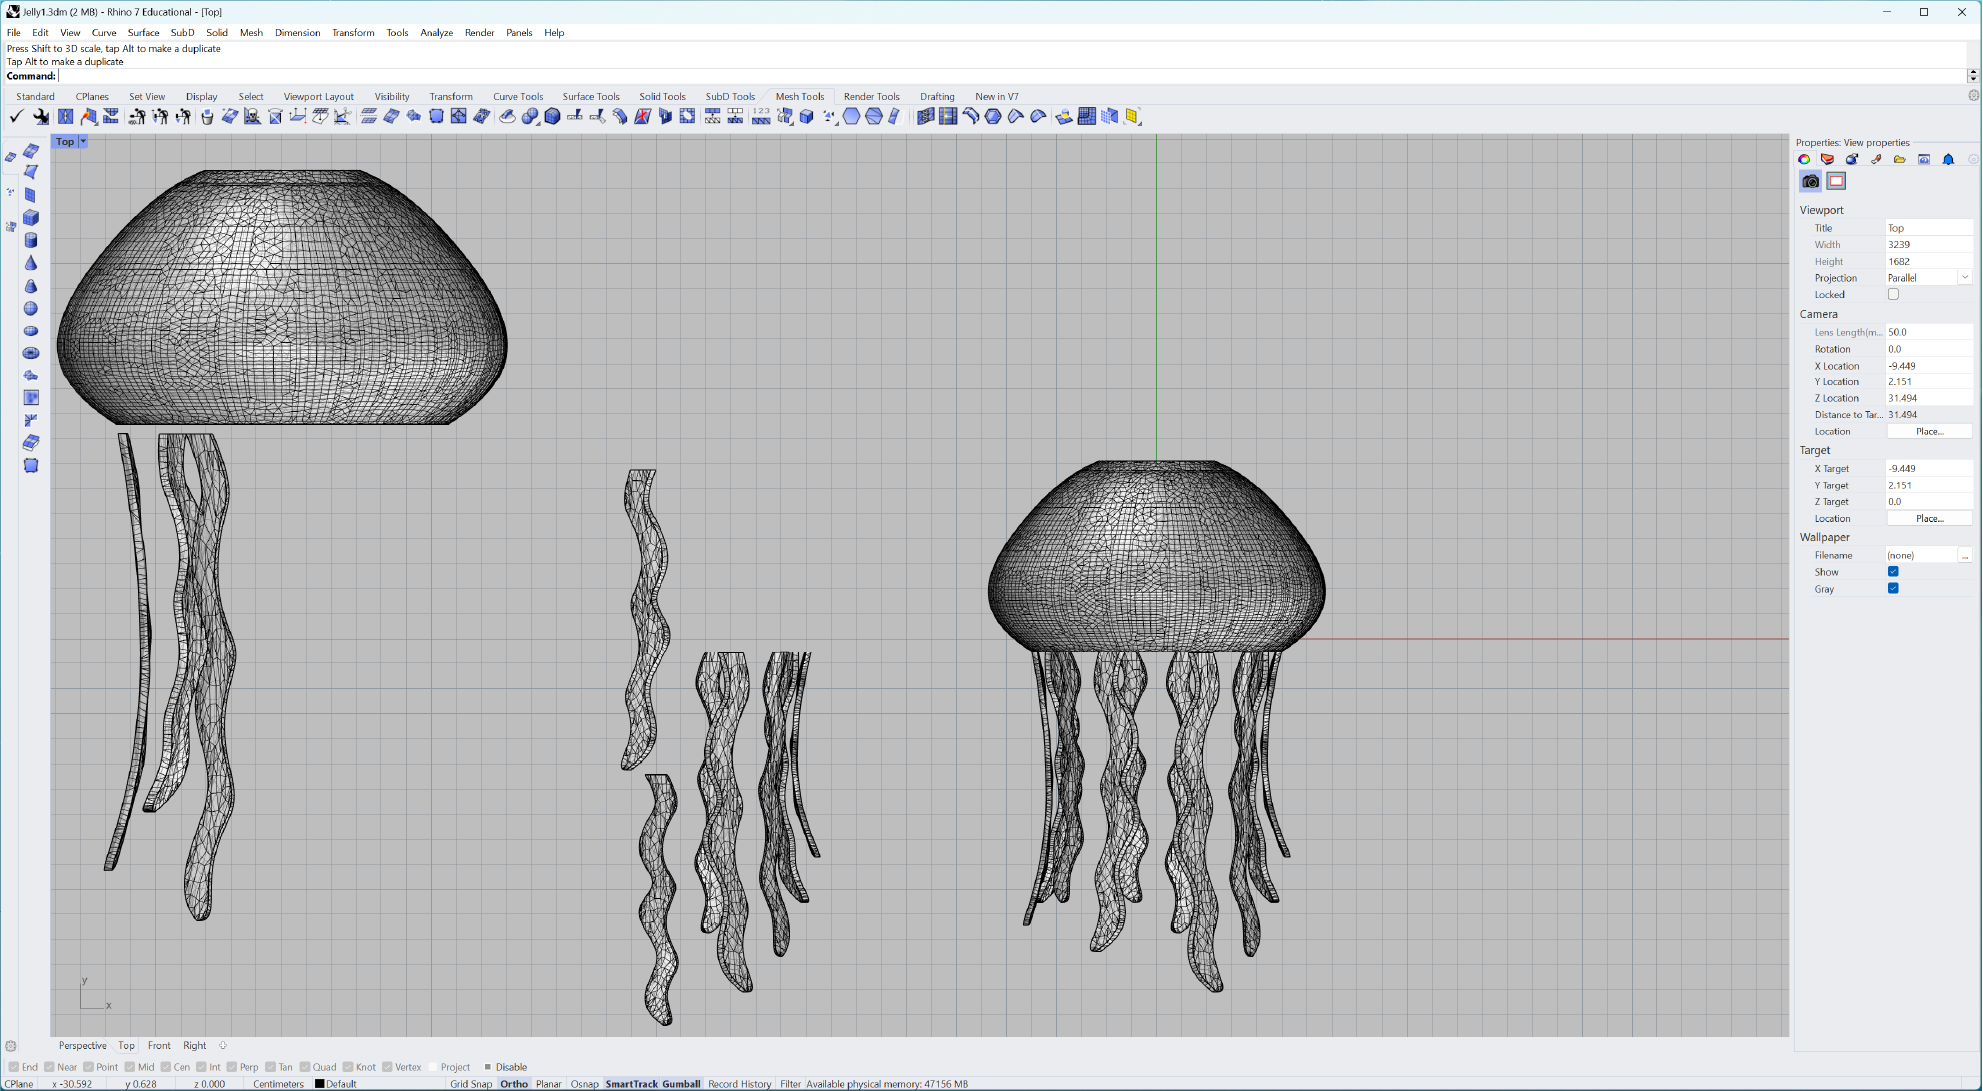 Jelly1.3dm (2 MB) - Rhino 7 Educational - [Top]
File Edit View Curve Surface SubD Solid Mesh Dimension Transform Tools Analyze Render Panels Help
Press Shift to 3D scale, tap Alt to make a duplicate
Tap Alt to make a duplicate
Command:
Standard CPlanes Set View Display Select Viewport Layout Visibility Transform Curve Tools Surface Tools Solid Tools SubD Tools Mesh Tools Render Tools Drafting New in V7
123
Top
Properties: View properties
Viewport
Title Top
Width 3239
Height 1682
Projection Parallel
Locked
Camera
Lens Length(m... 50.0
Rotation 0.0
X Location -9.449
Y Location 2.151
Z Location 31.494
Distance to Tar... 31.494
Location Place...
Target
X Target -9.449
Y Target 2.151
Z Target 0.0
Location Place...
Wallpaper
Filename (none) ...
Show
Gray
y
x
Perspective Top Front Right
End Near Point Mid Cen Int Perp Tan Quad Knot Vertex Project Disable
CPlane x -30.592 y 0.628 z 0.000 Centimeters Default Grid Snap Ortho Planar Osnap SmartTrack Gumball Record History Filter Available physical memory: 47156 MB